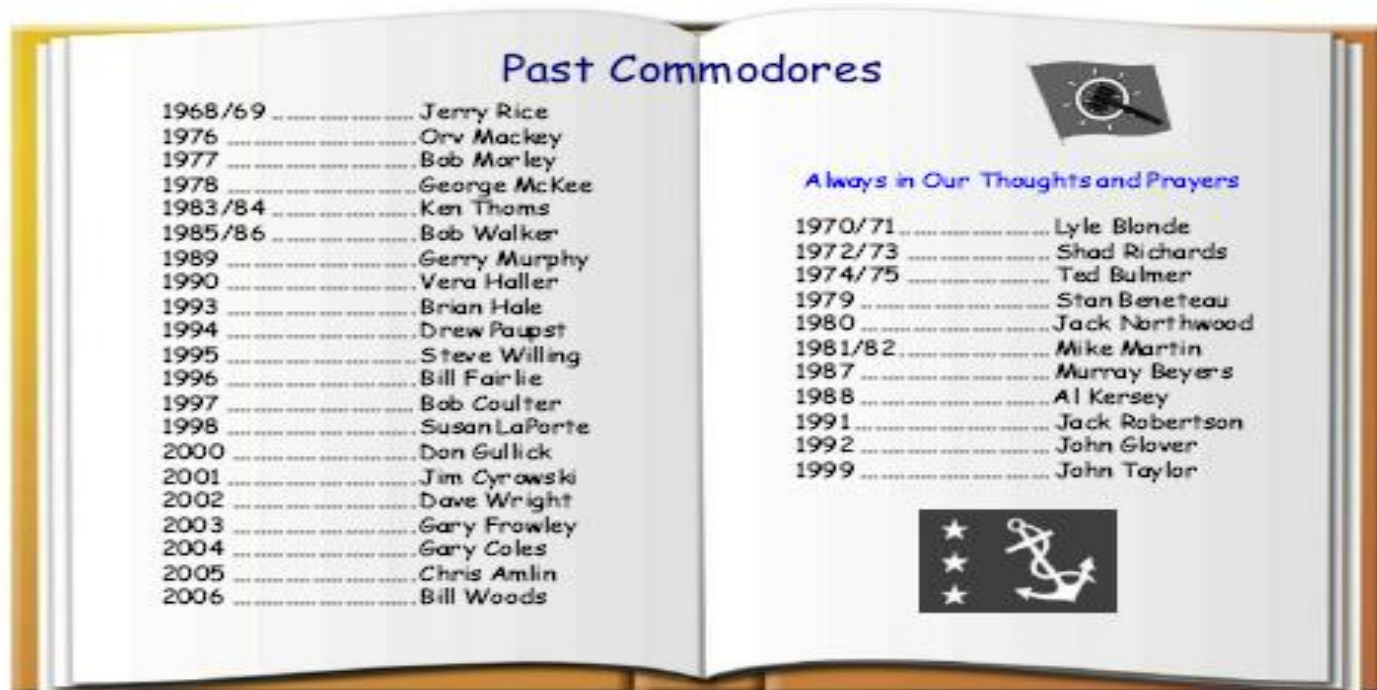 Past Commodores
1968/69 .................... Jerry Rice
1976 .......................... Orv Mackey
1977 .......................... Bob Morley
1978 .......................... George McKee
1983/84 .................... Ken Thoms
1985/86 .................... Bob Walker
1989 .......................... Gerry Murphy
1990 .......................... Vera Haller
1993 .......................... Brian Hale
1994 .......................... Drew Paupst
1995 .......................... Steve Willing
1996 .......................... Bill Fairlie
1997 .......................... Bob Coulter
1998 .......................... Susan LaPorte
2000 .......................... Don Gullick
2001 .......................... Jim Cyrowski
2002 .......................... Dave Wright
2003 .......................... Gary Frowley
2004 .......................... Gary Coles
2005 .......................... Chris Amlin
2006 .......................... Bill Woods
Always in Our Thoughts and Prayers
1970/71 .................... Lyle Blonde
1972/73 .................... Shad Richards
1974/75 .................... Ted Bulmer
1979 .......................... Stan Beneteau
1980 .......................... Jack Northwood
1981/82 .................... Mike Martin
1987 .......................... Murray Beyers
1988 .......................... Al Kersey
1991 .......................... Jack Robertson
1992 .......................... John Glover
1999 .......................... John Taylor